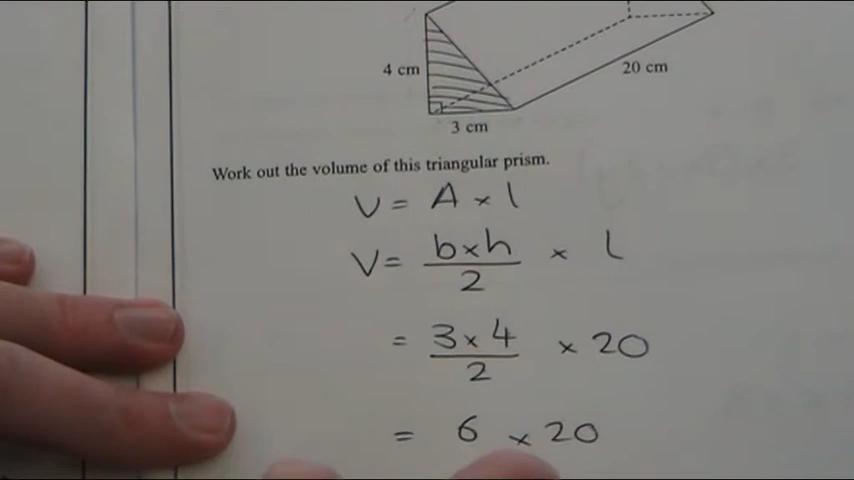 4 cm
20 cm
3 cm
Work out the volume of this triangular prism.
V = A × l
V = b×h/2 × l
= 3×4/2 × 20
= 6 × 20